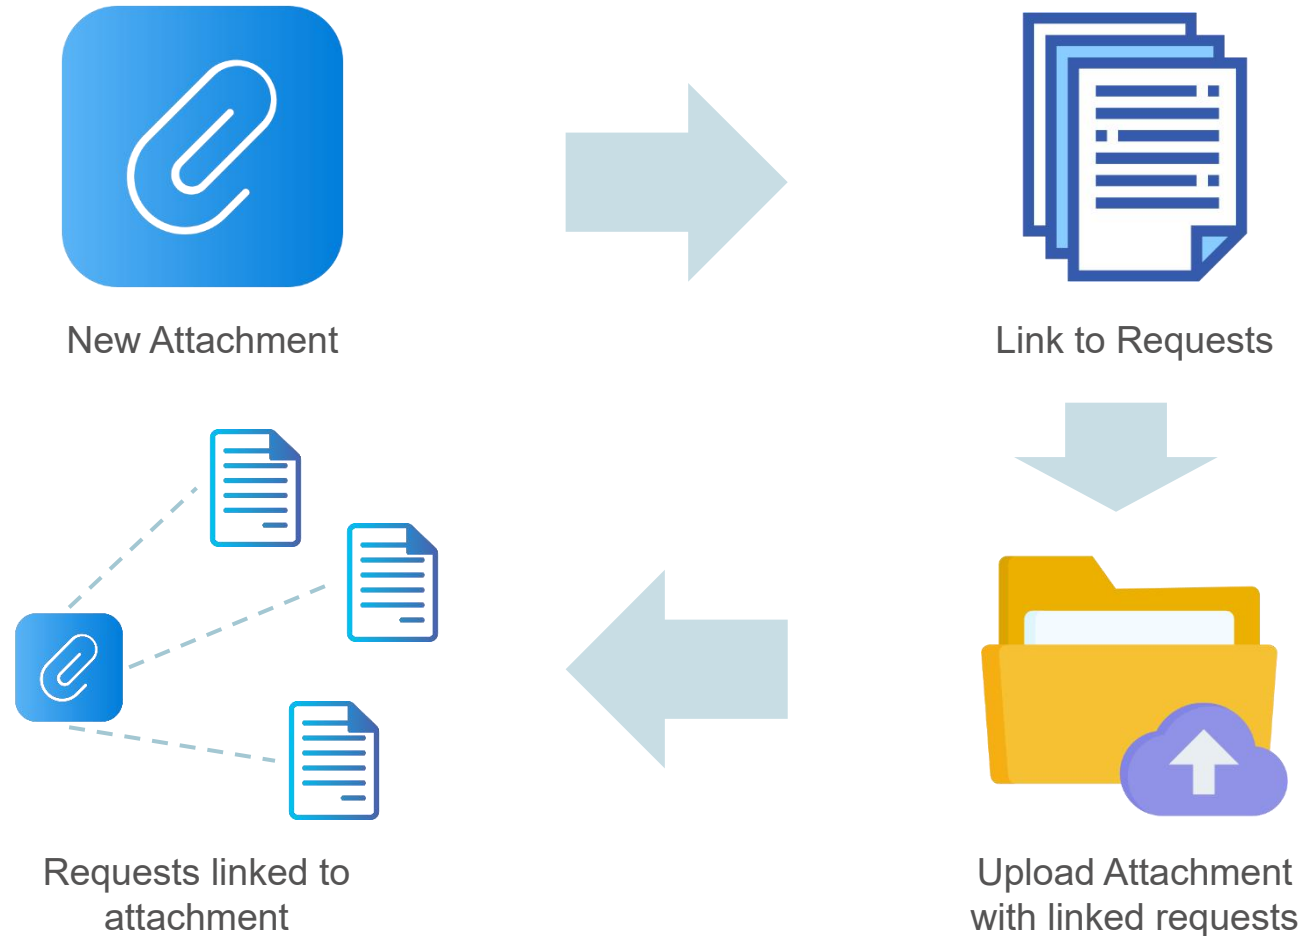 New Attachment
Link to Requests
Requests linked to
attachment
Upload Attachment
with linked requests